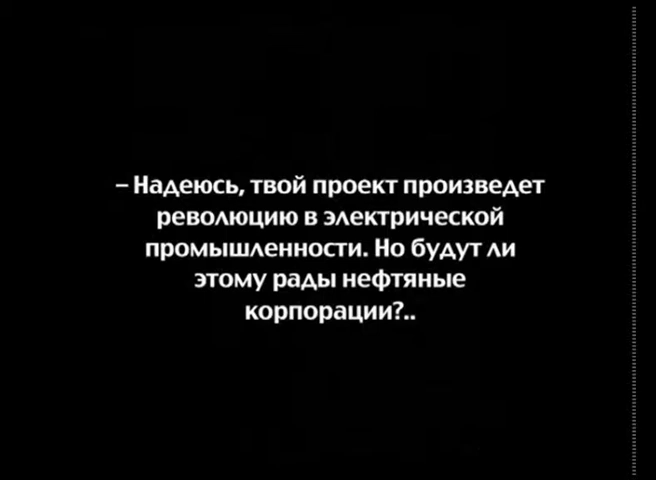 – Надеюсь, твой проект произведет
революцию в электрической
промышленности. Но будут ли
этому рады нефтяные
корпорации?..